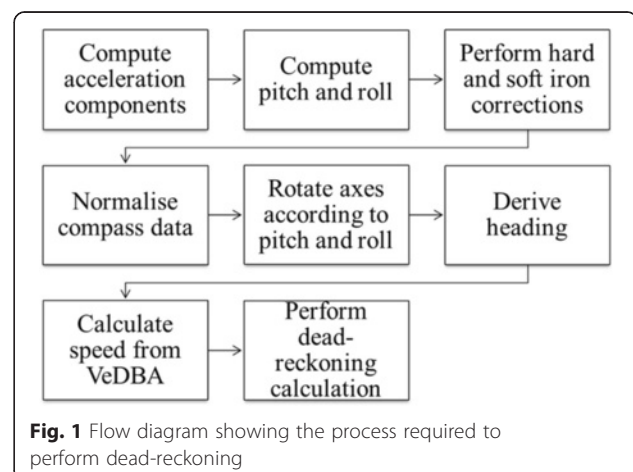 Compute
acceleration
components
Compute
pitch and roll
Perform hard
and soft iron
corrections
Normalise
compass data
Rotate axes
according to
pitch and roll
Derive
heading
Calculate
speed from
VeDBA
Perform
dead-
reckoning
calculation
Fig. 1 Flow diagram showing the process required to
perform dead-reckoning